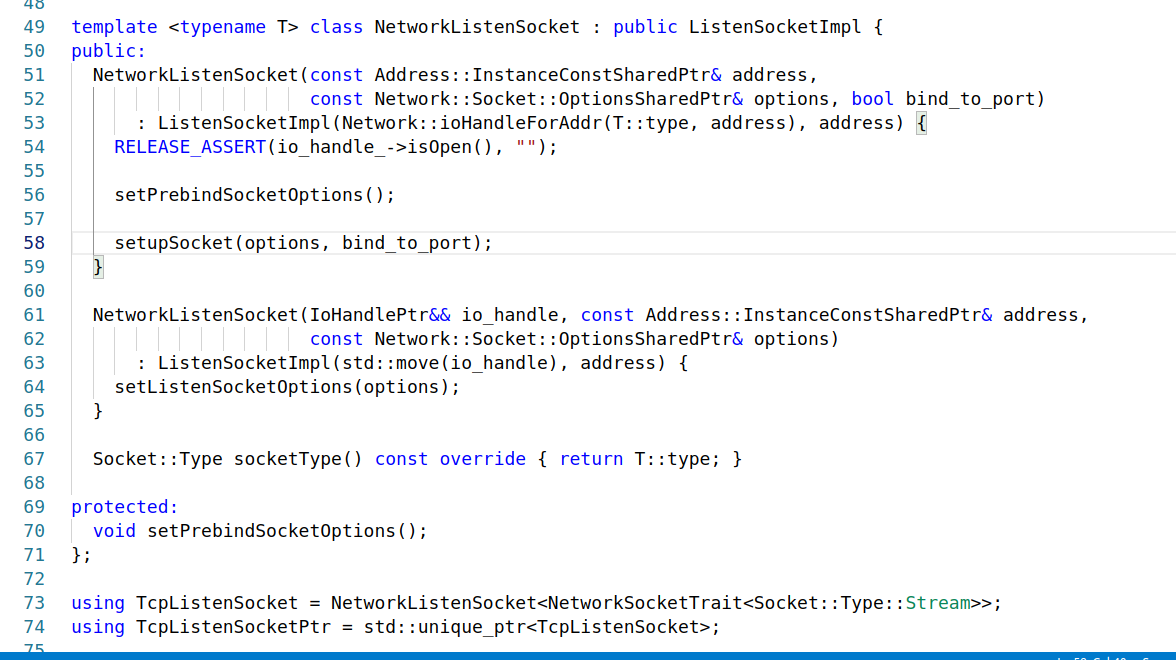 48
49 template <typename T> class NetworkListenSocket : public ListenSocketImpl {
50 public:
51 NetworkListenSocket(const Address::InstanceConstSharedPtr& address,
52 const Network::Socket::OptionsSharedPtr& options, bool bind_to_port)
53 : ListenSocketImpl(Network::ioHandleForAddr(T::type, address), address) {
54 RELEASE_ASSERT(io_handle_->isOpen(), "");
55
56 setPrebindSocketOptions();
57
58 setupSocket(options, bind_to_port);
59 }
60
61 NetworkListenSocket(IoHandlePtr&& io_handle, const Address::InstanceConstSharedPtr& address,
62 const Network::Socket::OptionsSharedPtr& options)
63 : ListenSocketImpl(std::move(io_handle), address) {
64 setListenSocketOptions(options);
65 }
66
67 Socket::Type socketType() const override { return T::type; }
68
69 protected:
70 void setPrebindSocketOptions();
71 };
72
73 using TcpListenSocket = NetworkListenSocket<NetworkSocketTrait<Socket::Type::Stream>>;
74 using TcpListenSocketPtr = std::unique_ptr<TcpListenSocket>;
75